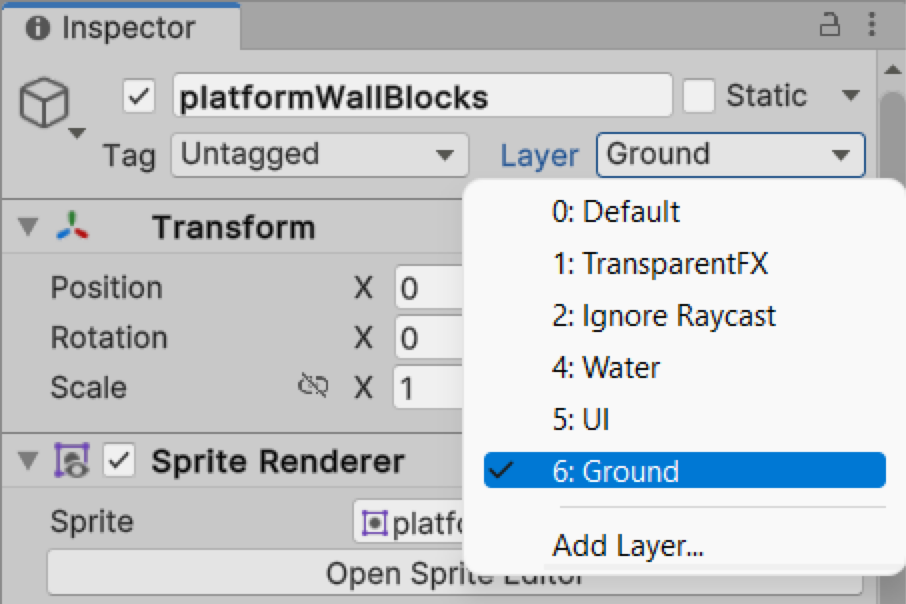 Inspector
platformWallBlocks
Static
Tag Untagged
Layer Ground
0: Default
1: TransparentFX
2: Ignore Raycast
4: Water
5: UI
6: Ground
Add Layer...
Transform
Position X 0
Rotation X 0
Scale X 1
Sprite Renderer
Sprite platfo
Open Sprite Editor